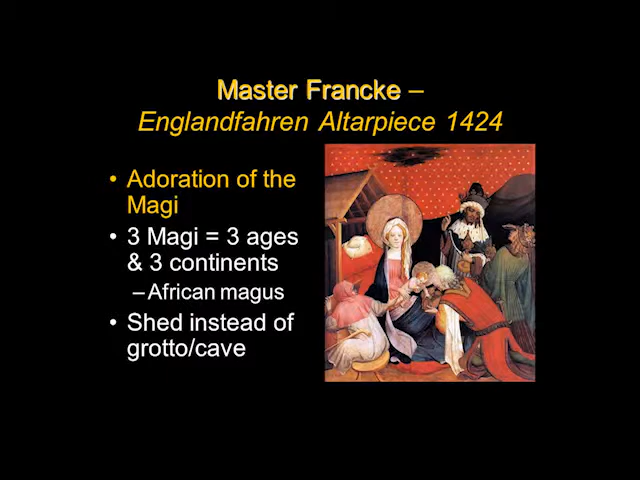 Master Francke –
Englandfahren Altarpiece 1424
• Adoration of the
Magi
• 3 Magi = 3 ages
& 3 continents
–African magus
• Shed instead of
grotto/cave